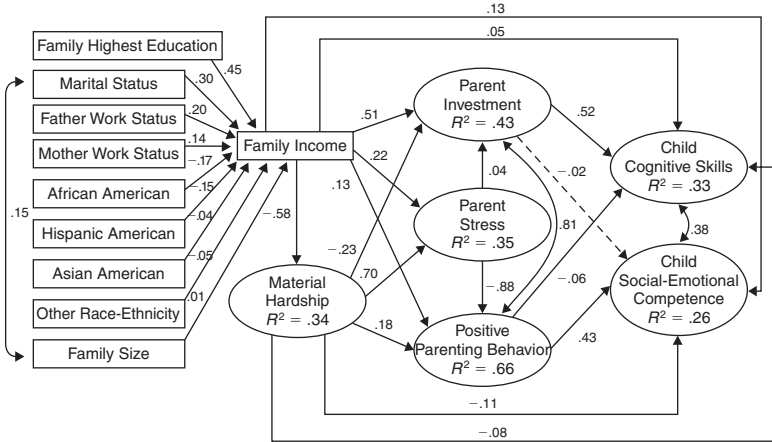 .13
.05
Family Highest Education
.45
Marital Status
.30
Father Work Status
.20
Mother Work Status
.14
African American
−.17
Hispanic American
−.15
Asian American
−.04
Other Race-Ethnicity
−.05
Family Size
.01
.15
Family Income
.51
.22
.13
−.58
Material
Hardship
R² = .34
−.23
.70
.18
Parent
Investment
R² = .43
.04
Parent
Stress
R² = .35
−.88
Positive
Parenting Behavior
R² = .66
.52
−.02
.81
−.06
.43
Child
Cognitive Skills
R² = .33
.38
Child
Social-Emotional
Competence
R² = .26
−.11
−.08